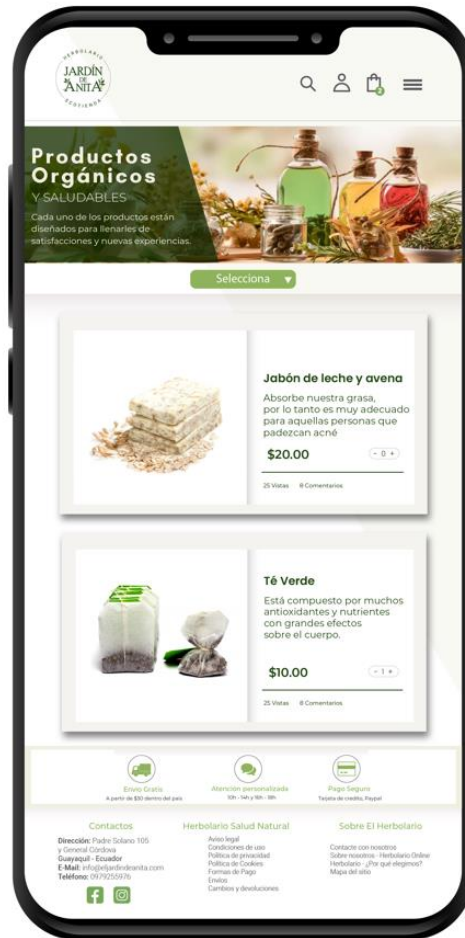 HERBOLARIO
JARDÍN
DE
ANITA
ECOTIENDA
2
Productos
Orgánicos
Y SALUDABLES
Cada uno de los productos están
diseñados para llenarles de
satisfacciones y nuevas experiencias.
Selecciona
Jabón de leche y avena
Absorbe nuestra grasa,
por lo tanto es muy adecuado
para aquellas personas que
padezcan acné
$20.00
- 0 +
25 Vistas 8 Comentarios
Té Verde
Está compuesto por muchos
antioxidantes y nutrientes
con grandes efectos
sobre el cuerpo.
$10.00
- 1 +
25 Vistas 8 Comentarios
Envio Gratis
A partir de $50 dentro del pais
Atención personalizada
10h - 14h y 16h - 18h
Pago Seguro
Tarjeta de credito, Paypal
Contactos
Dirección: Padre Solano 105
y General Córdova
Guayaquil - Ecuador
E-Mail: info@eljardindeanita.com
Teléfono: 0979255976
Herbolario Salud Natural
Aviso legal
Condiciones de uso
Política de privacidad
Política de Cookies
Formas de Pago
Envíos
Cambios y devoluciones
Sobre El Herbolario
Contacte con nosotros
Sobre nosotros - Herbolario Online
Herbolario - ¿Por qué elegirnos?
Mapa del sitio